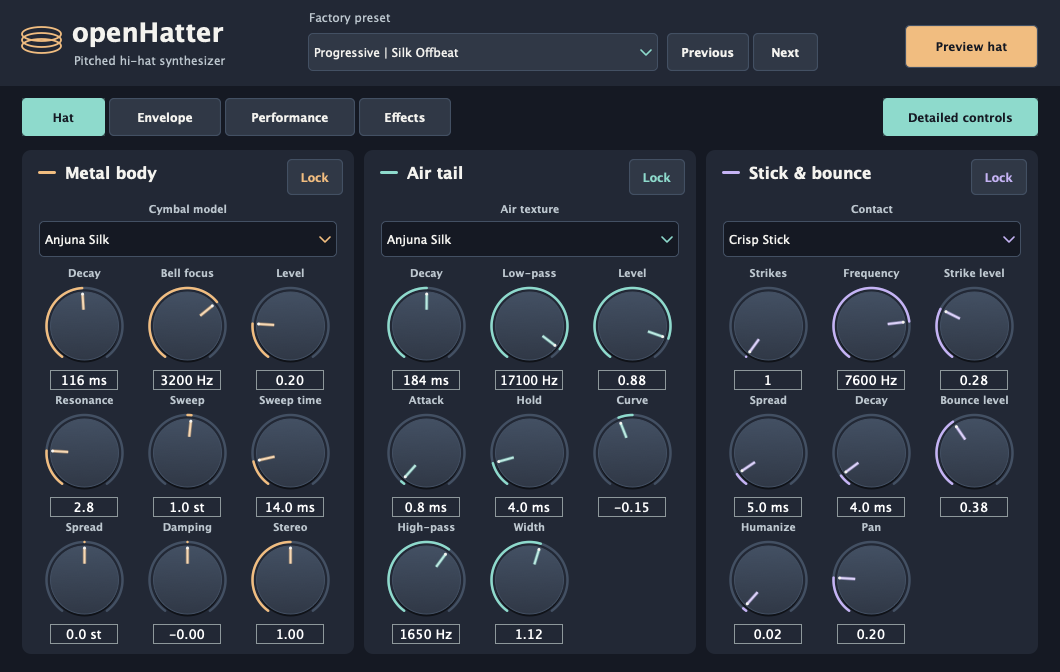 openHatter
Pitched hi-hat synthesizer
Factory preset
Progressive | Silk Offbeat
Previous
Next
Preview hat
Hat
Envelope
Performance
Effects
Detailed controls
Metal body
Lock
Cymbal model
Anjuna Silk
Decay
Bell focus
Level
116 ms
3200 Hz
0.20
Resonance
Sweep
Sweep time
2.8
1.0 st
14.0 ms
Spread
Damping
Stereo
0.0 st
-0.00
1.00
Air tail
Lock
Air texture
Anjuna Silk
Decay
Low-pass
Level
184 ms
17100 Hz
0.88
Attack
Hold
Curve
0.8 ms
4.0 ms
-0.15
High-pass
Width
1650 Hz
1.12
Stick & bounce
Lock
Contact
Crisp Stick
Strikes
Frequency
Strike level
1
7600 Hz
0.28
Spread
Decay
Bounce level
5.0 ms
4.0 ms
0.38
Humanize
Pan
0.02
0.20